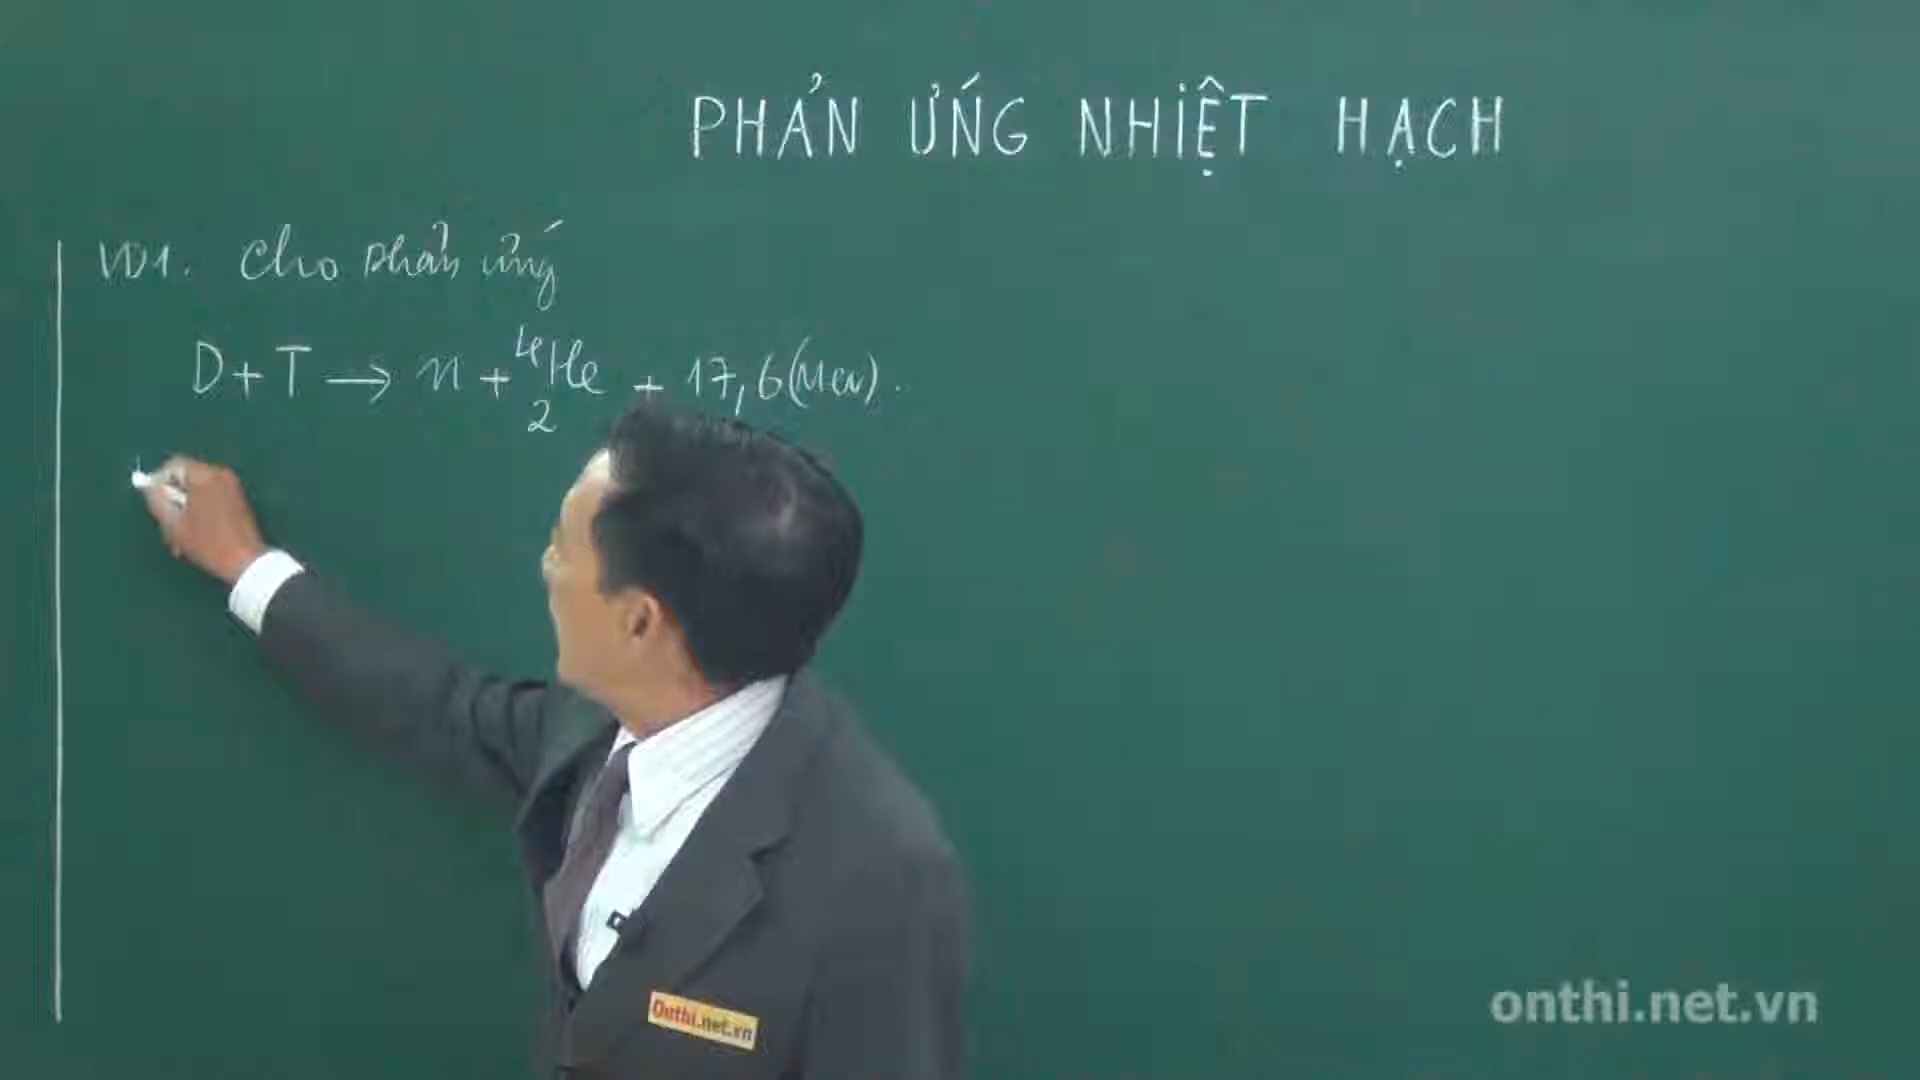 PHẢN ỨNG NHIỆT HẠCH
VD1. Cho phản ứng
D + T → n + ⁴₂He + 17,6 (MeV).
Onthi.net.vn
onthi.net.vn